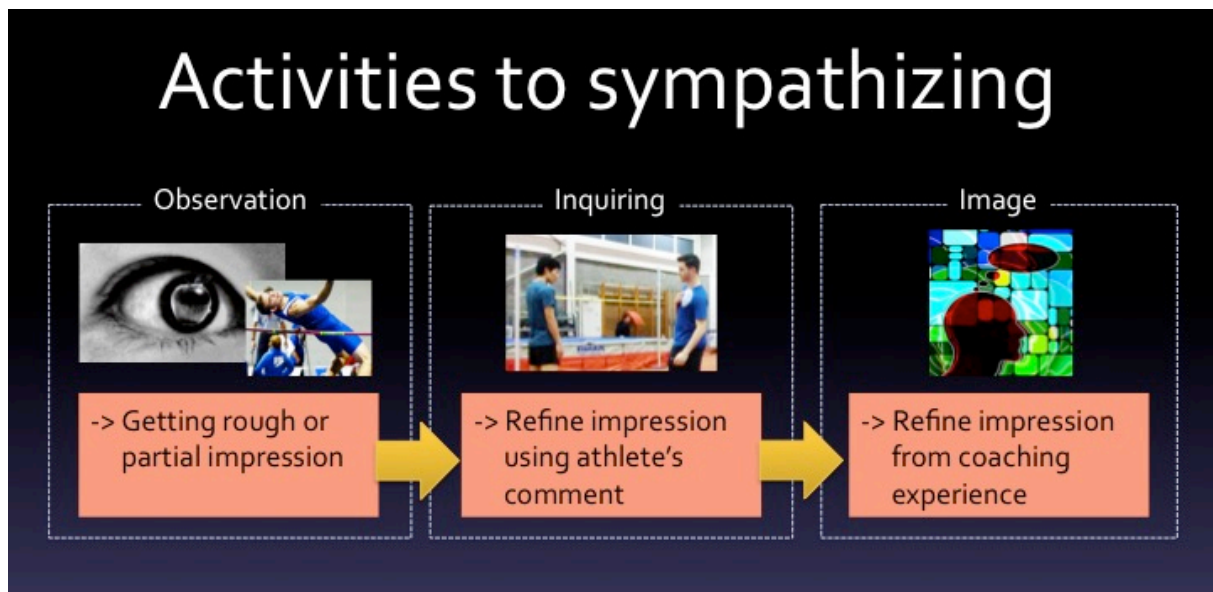 Activities to sympathizing
Observation
-> Getting rough or
partial impression
Inquiring
-> Refine impression
using athlete's
comment
Image
-> Refine impression
from coaching
experience